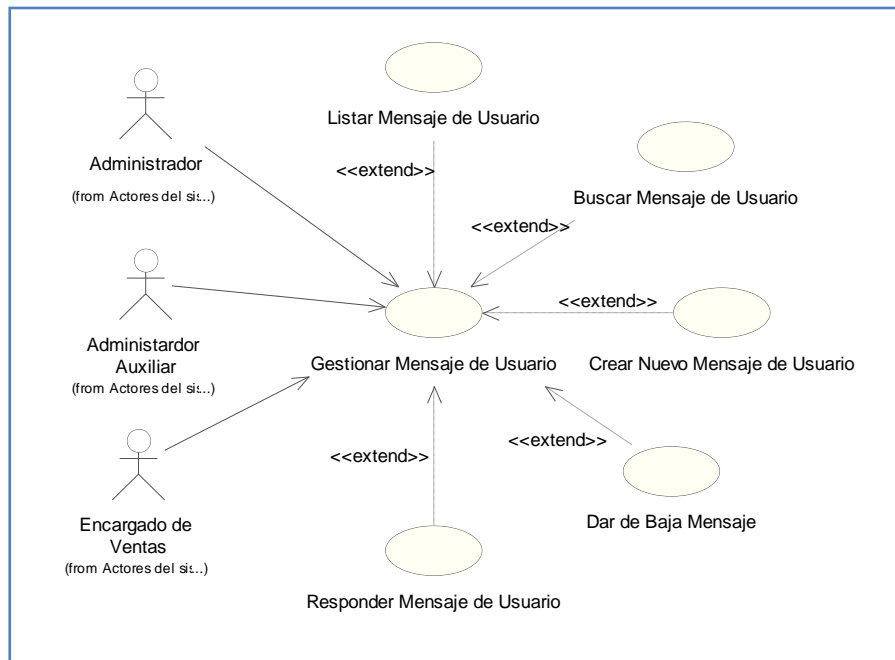 Listar Mensaje de Usuario
Administrador
(from Actores del sis...)
<<extend>>
Buscar Mensaje de Usuario
<<extend>>
Administardor
Auxiliar
(from Actores del sis...)
<<extend>>
Gestionar Mensaje de Usuario
Crear Nuevo Mensaje de Usuario
<<extend>>
<<extend>>
Encargado de
Ventas
(from Actores del sis...)
Dar de Baja Mensaje
Responder Mensaje de Usuario